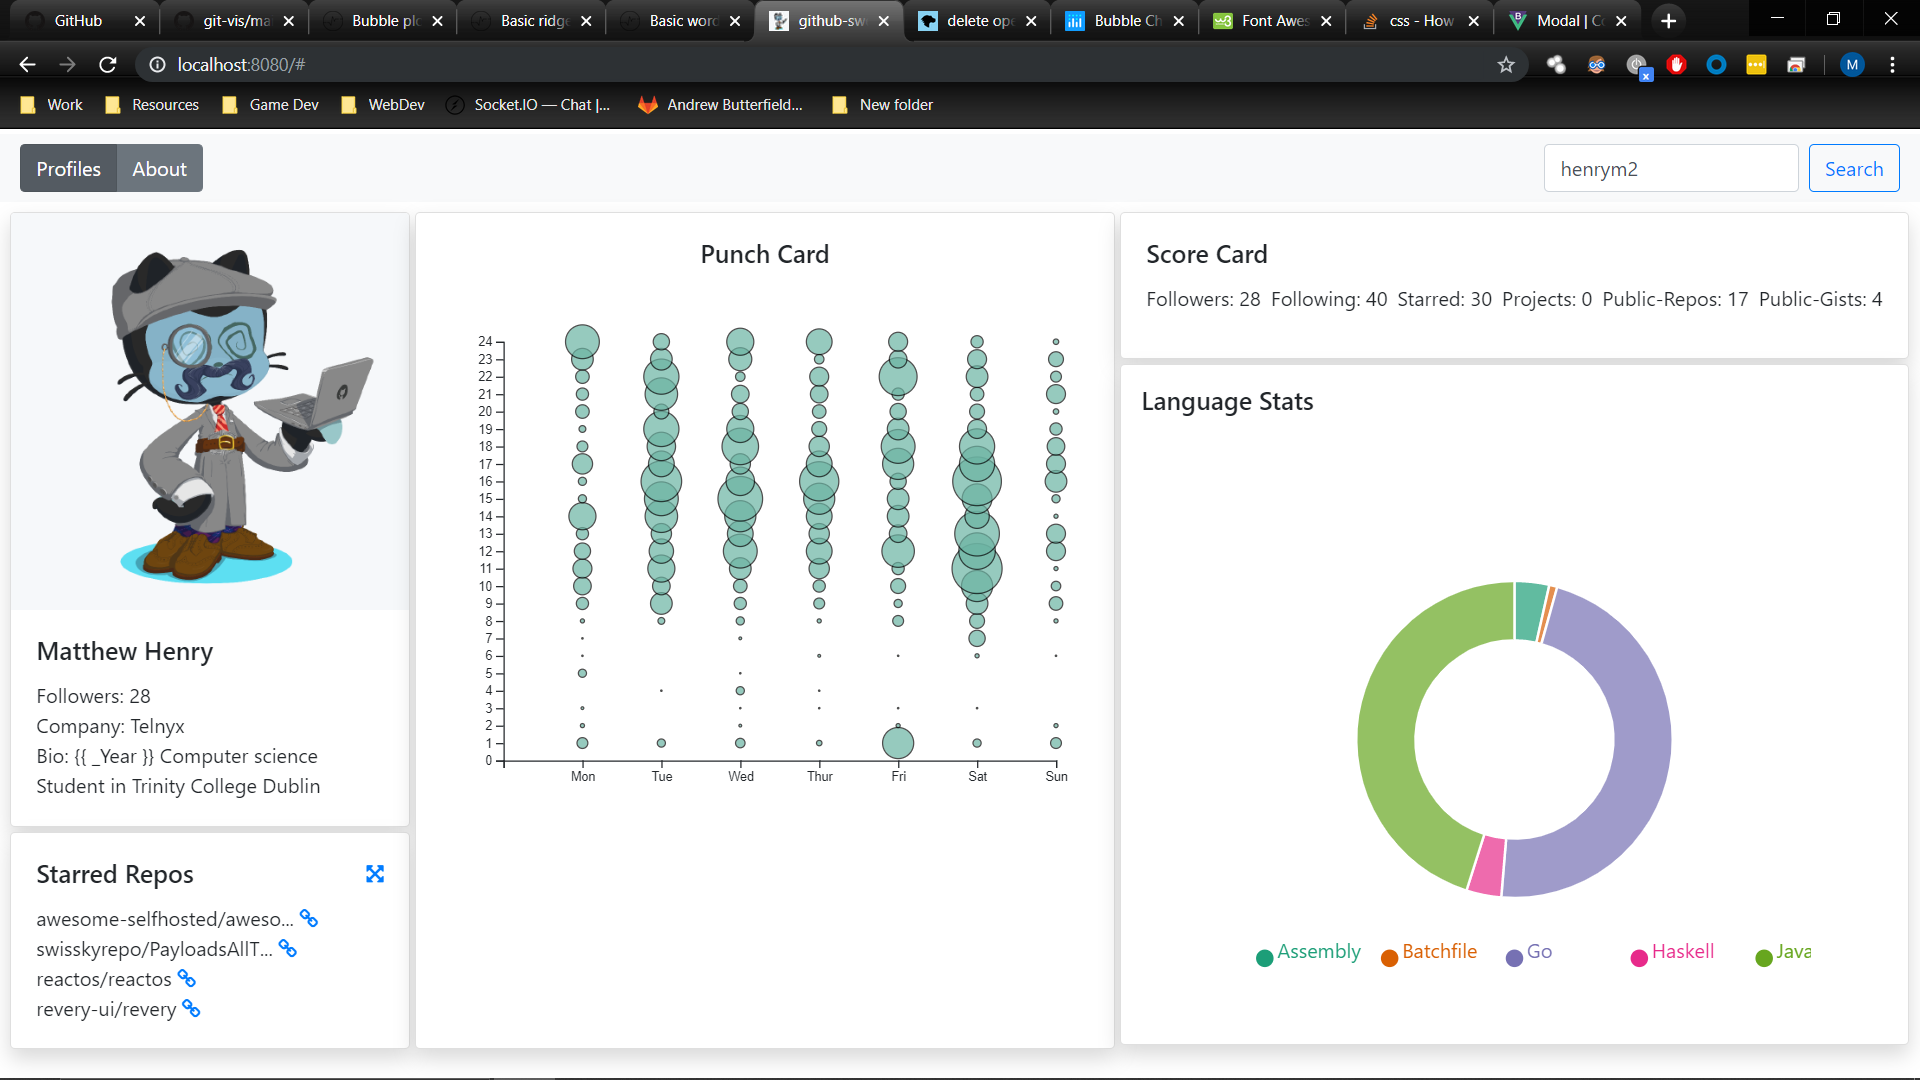 GitHub
git-vis/ma
Bubble plo
Basic ridge
Basic word
github-swe
delete ope
Bubble Ch
Font Awes
css - How
Modal | Co
localhost:8080/#
M
Work
Resources
Game Dev
WebDev
Socket.IO — Chat |...
Andrew Butterfield...
New folder
Profiles
About
henrym2
Search
Matthew Henry
Followers: 28
Company: Telnyx
Bio: {{ _Year }} Computer science
Student in Trinity College Dublin
Starred Repos
awesome-selfhosted/aweso...
swisskyrepo/PayloadsAllT...
reactos/reactos
revery-ui/revery
Punch Card
24
23
22
21
20
19
18
17
16
15
14
13
12
11
10
9
8
7
6
5
4
3
2
1
0
Mon Tue Wed Thur Fri Sat Sun
Score Card
Followers: 28 Following: 40 Starred: 30 Projects: 0 Public-Repos: 17 Public-Gists: 4
Language Stats
Assembly Batchfile Go Haskell Java